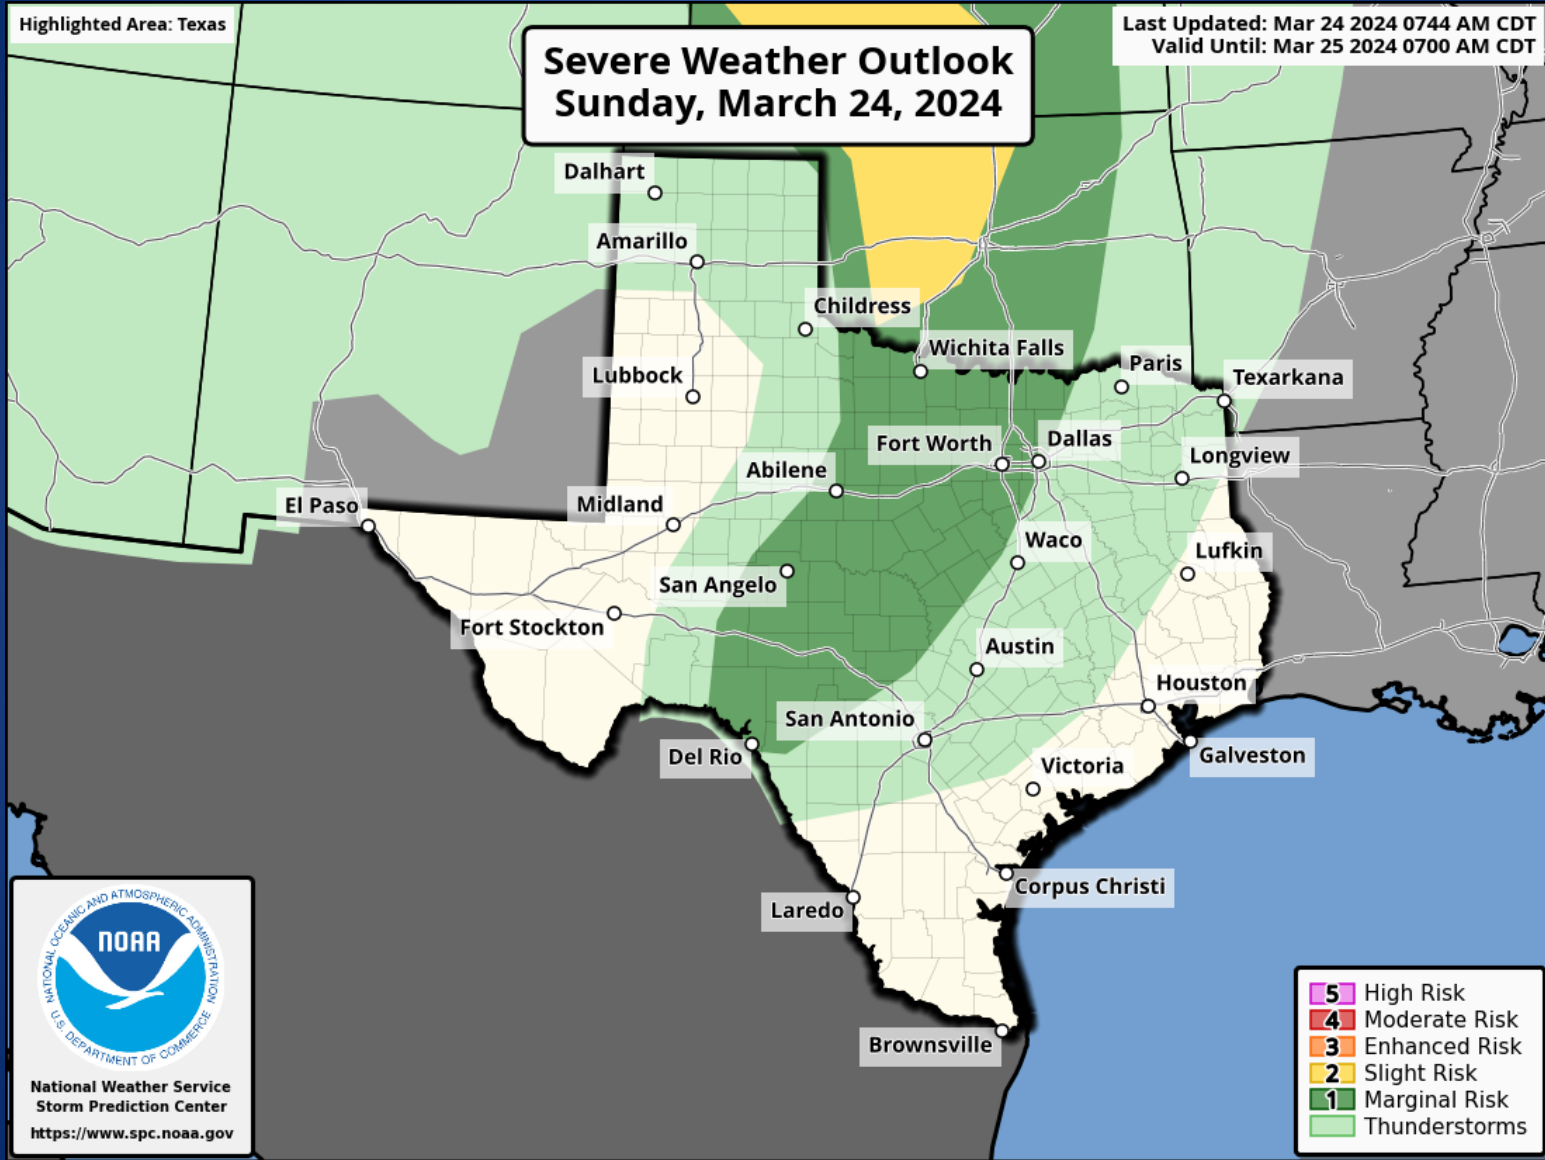 Highlighted Area: Texas
Severe Weather Outlook
Sunday, March 24, 2024
Last Updated: Mar 24 2024 0744 AM CDT
Valid Until: Mar 25 2024 0700 AM CDT
Dalhart
Amarillo
Childress
Wichita Falls
Paris
Texarkana
Lubbock
Fort Worth
Dallas
Longview
Abilene
Midland
El Paso
Waco
Lufkin
San Angelo
Fort Stockton
Austin
Houston
San Antonio
Del Rio
Galveston
Victoria
Corpus Christi
Laredo
Brownsville
NATIONAL OCEANIC AND ATMOSPHERIC ADMINISTRATION
NOAA
U.S. DEPARTMENT OF COMMERCE
National Weather Service
Storm Prediction Center
https://www.spc.noaa.gov
5 High Risk
4 Moderate Risk
3 Enhanced Risk
2 Slight Risk
1 Marginal Risk
Thunderstorms